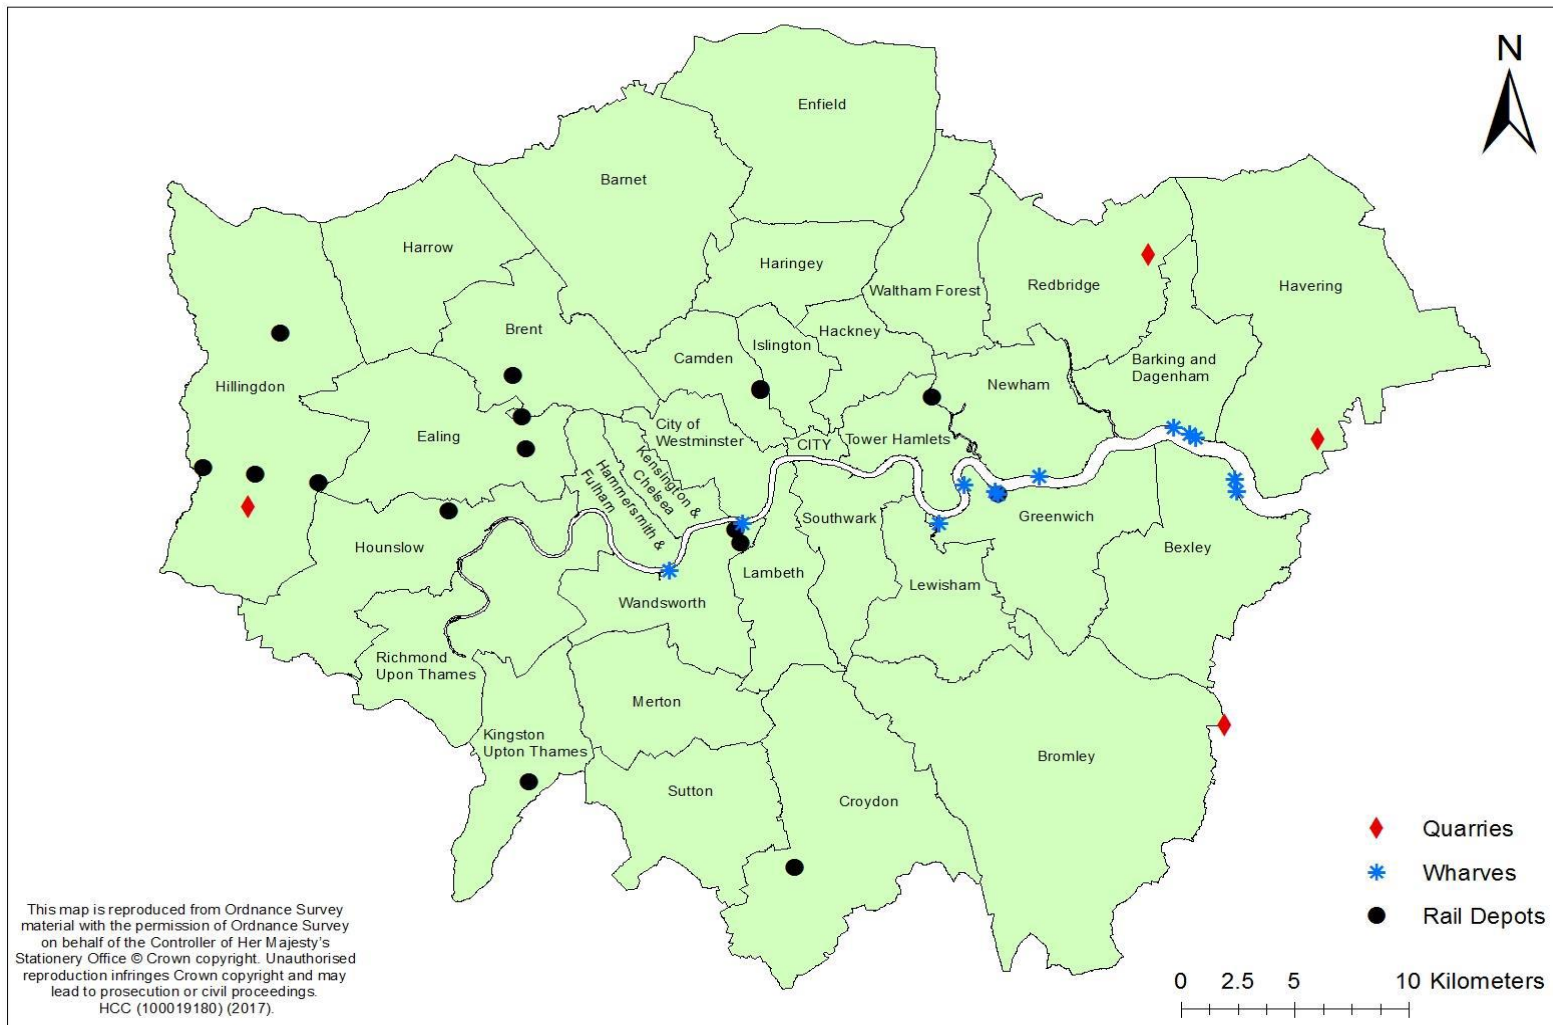 N
Enfield
Barnet
Harrow
Haringey
Waltham Forest
Redbridge
Havering
Brent
Hackney
Islington
Camden
Barking and
Dagenham
Hillingdon
Newham
City of
Westminster
Ealing
CITY
Tower Hamlets
Kensington &
Chelsea
Hammersmith &
Fulham
Southwark
Greenwich
Hounslow
Bexley
Lambeth
Lewisham
Wandsworth
Richmond
Upon Thames
Merton
Kingston
Upton Thames
Bromley
Sutton
Croydon
Quarries
Wharves
Rail Depots
This map is reproduced from Ordnance Survey
material with the permission of Ordnance Survey
on behalf of the Controller of Her Majesty's
Stationery Office © Crown copyright. Unauthorised
reproduction infringes Crown copyright and may
lead to prosecution or civil proceedings.
HCC (100019180) (2017).
0 2.5 5 10 Kilometers